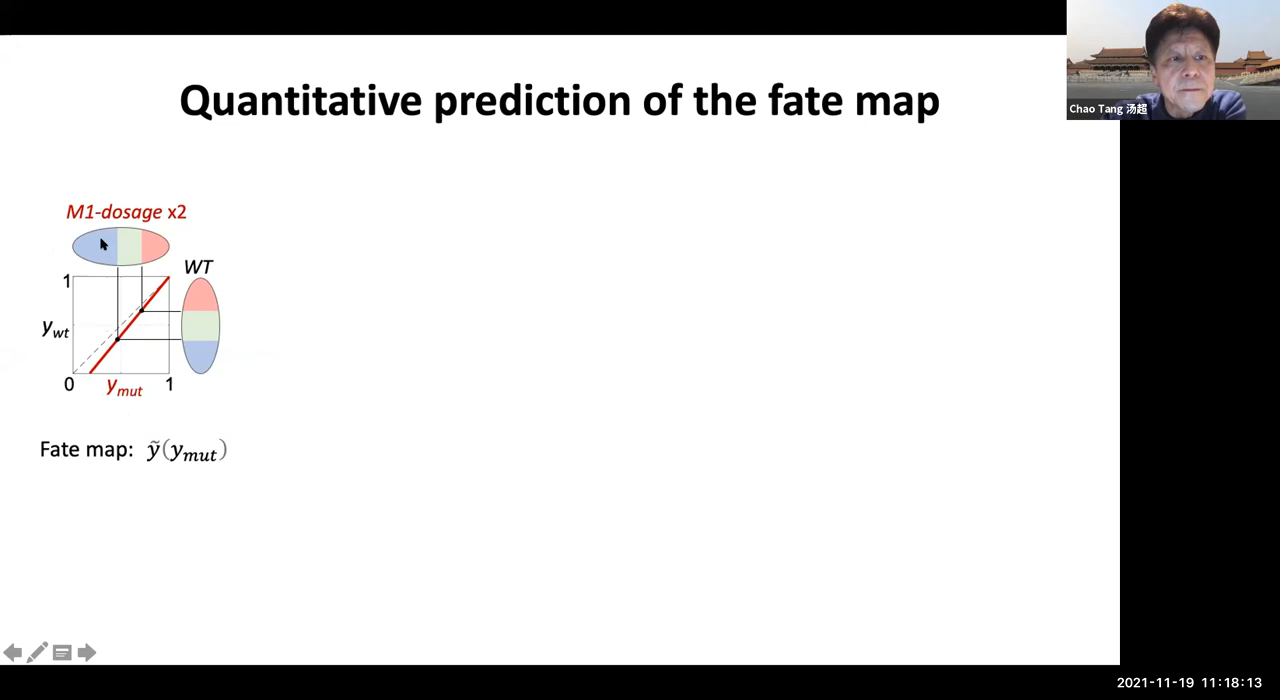 Quantitative prediction of the fate map
Chao Tang 汤超
M1-dosage x2
WT
1
y_wt
0
y_mut
1
Fate map: ỹ(y_mut)
2021-11-19 11:18:13